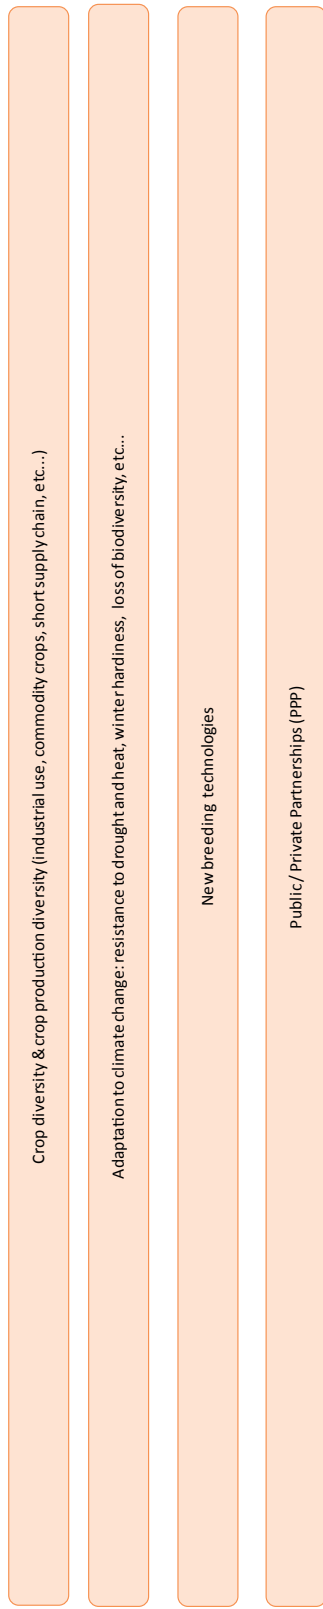 Crop diversity & crop production diversity (industrial use, commodity crops, short supply chain, etc...)
Adaptation to climate change: resistance to drought and heat, winter hardiness, loss of biodiversity, etc...
New breeding technologies
Public/ Private Partnerships (PPP)